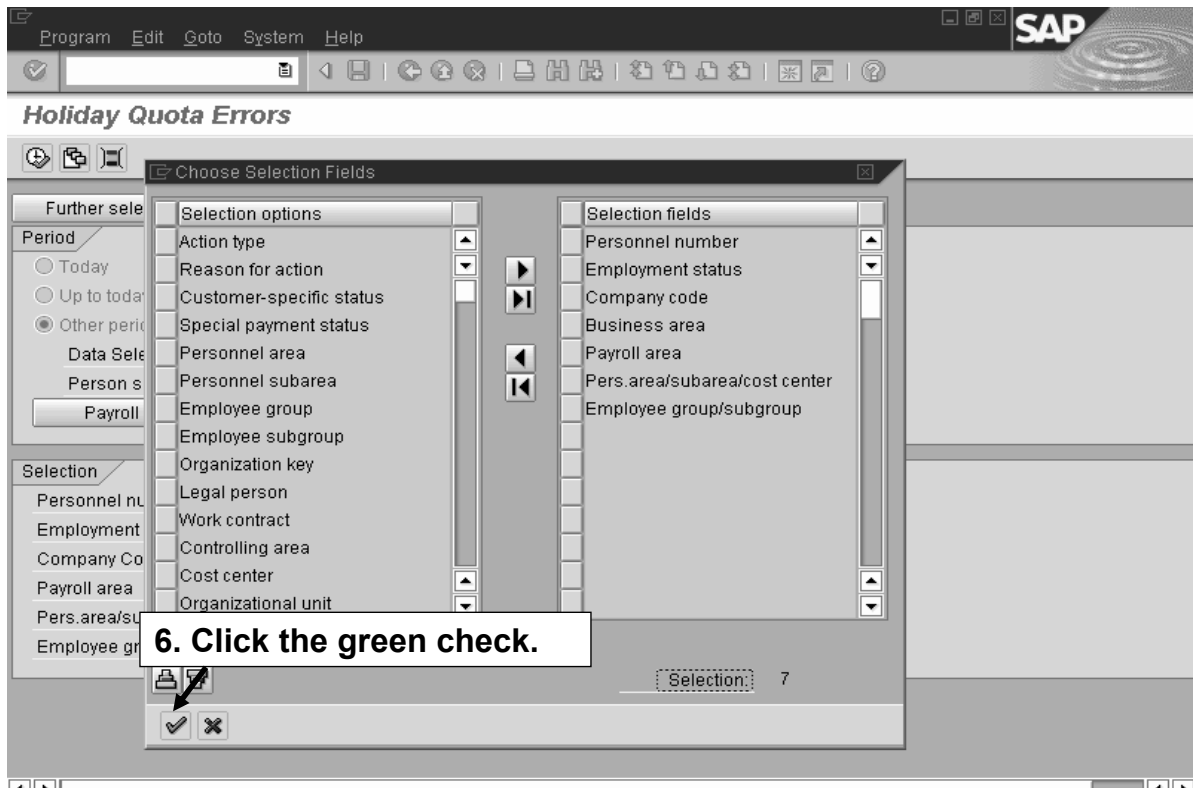 Program Edit Goto System Help
SAP
Holiday Quota Errors
Choose Selection Fields
Further sele
Period
Today
Up to toda
Other peri
Data Sele
Person s
Payroll
Selection
Personnel nu
Employment
Company Co
Payroll area
Pers.area/su
Employee gr
Selection options
Action type
Reason for action
Customer-specific status
Special payment status
Personnel area
Personnel subarea
Employee group
Employee subgroup
Organization key
Legal person
Work contract
Controlling area
Cost center
Organizational unit
Selection fields
Personnel number
Employment status
Company code
Business area
Payroll area
Pers.area/subarea/cost center
Employee group/subgroup
6. Click the green check.
Selection: 7